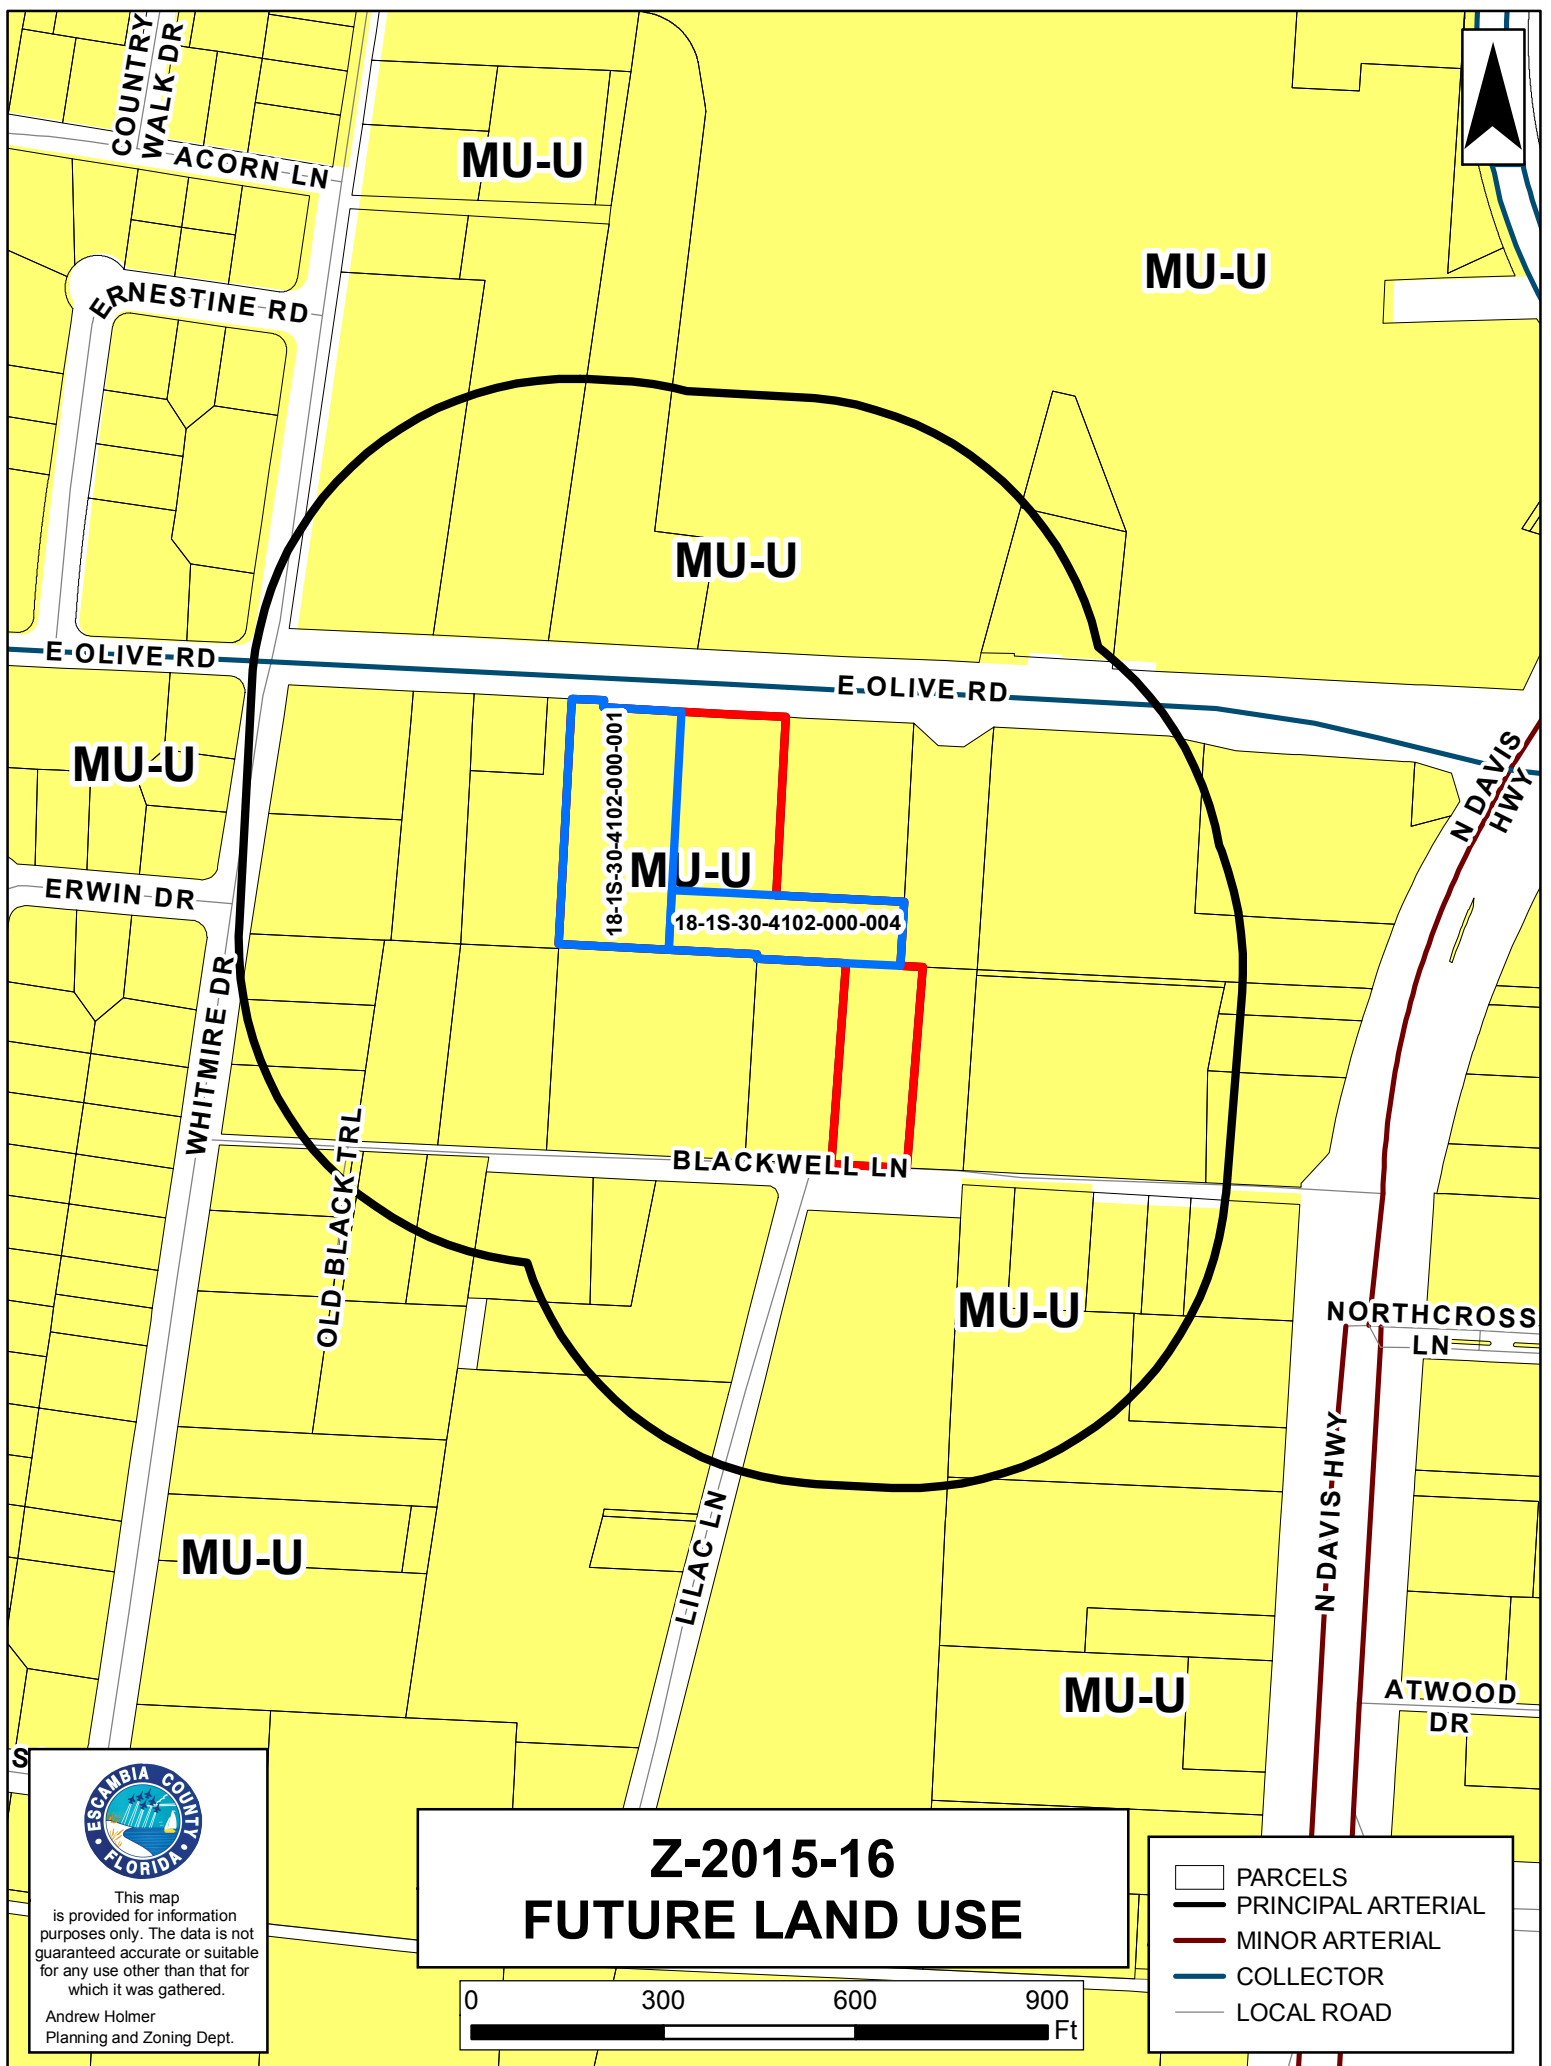 COUNTRY
WALK DR
ACORN LN
MU-U
MU-U
ERNESTINE RD
MU-U
E OLIVE RD
E OLIVE RD
MU-U
18-1S-30-4102-000-001
MU-U
18-1S-30-4102-000-004
N DAVIS
HWY
ERWIN DR
WHITMIRE DR
OLD BLACK TRL
BLACKWELL LN
MU-U
NORTHCROSS
LN
N DAVIS HWY
LILAC LN
MU-U
MU-U
ATWOOD
DR
S
ESCAMBIA COUNTY
FLORIDA
This map
is provided for information
purposes only. The data is not
guaranteed accurate or suitable
for any use other than that for
which it was gathered.
Andrew Holmer
Planning and Zoning Dept.
Z-2015-16
FUTURE LAND USE
0 300 600 900
Ft
PARCELS
PRINCIPAL ARTERIAL
MINOR ARTERIAL
COLLECTOR
LOCAL ROAD